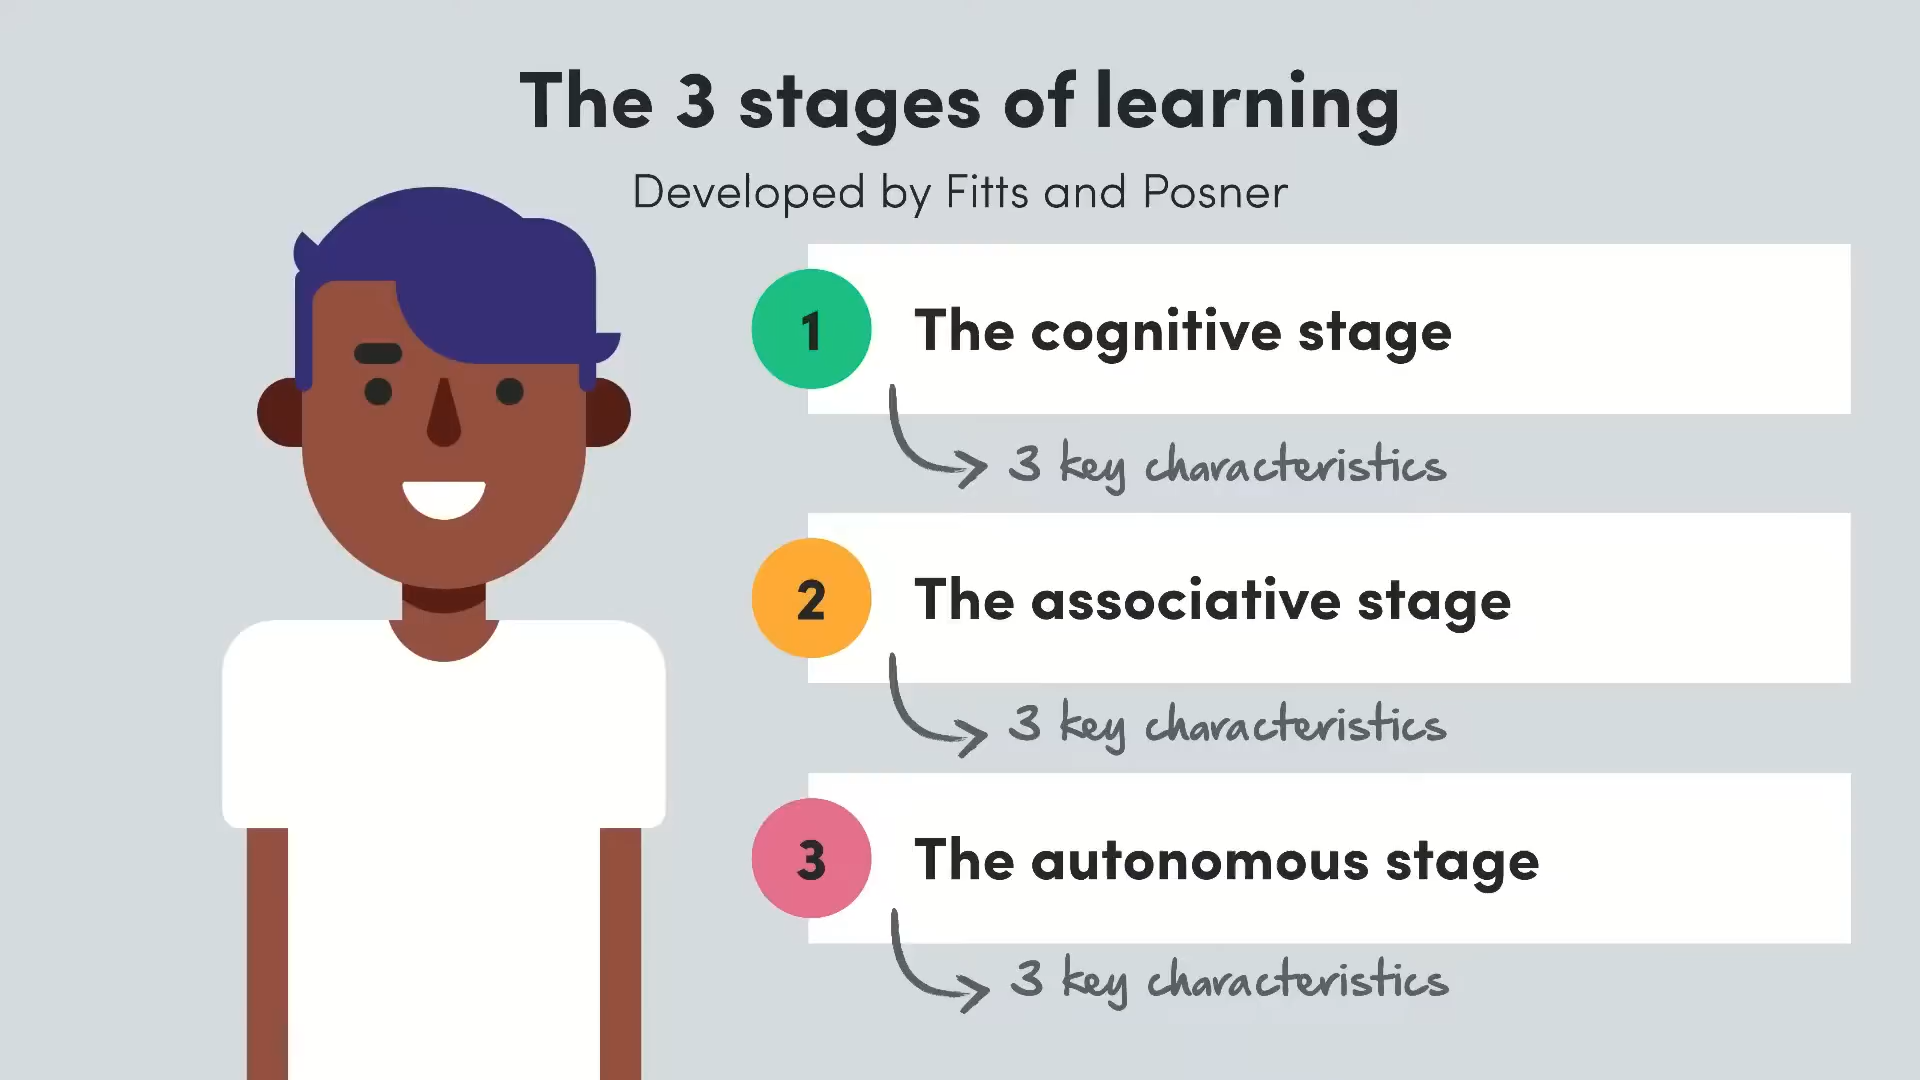 The 3 stages of learning
Developed by Fitts and Posner
1 The cognitive stage
3 key characteristics
2 The associative stage
3 key characteristics
3 The autonomous stage
3 key characteristics